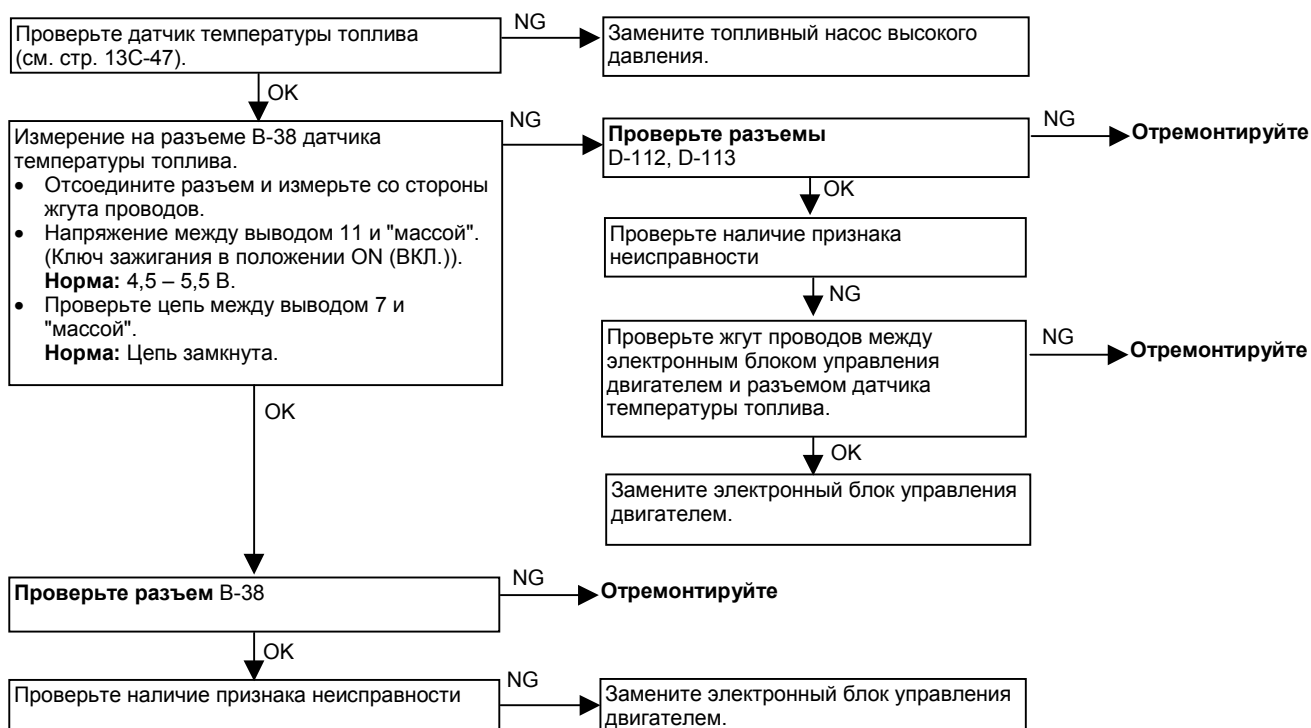 Проверьте датчик температуры топлива
(см. стр. 13C-47).
NG
Замените топливный насос высокого
давления.
OK
Измерение на разъеме B-38 датчика
температуры топлива.
• Отсоедините разъем и измерьте со стороны
жгута проводов.
• Напряжение между выводом 11 и "массой".
(Ключ зажигания в положении ON (ВКЛ.)).
Норма: 4,5 – 5,5 В.
• Проверьте цепь между выводом 7 и
"массой".
Норма: Цепь замкнута.
NG
Проверьте разъемы
D-112, D-113
NG
Отремонтируйте
OK
Проверьте наличие признака
неисправности
NG
Проверьте жгут проводов между
электронным блоком управления
двигателем и разъемом датчика
температуры топлива.
NG
Отремонтируйте
OK
Замените электронный блок управления
двигателем.
OK
Проверьте разъем B-38
NG
Отремонтируйте
OK
Проверьте наличие признака неисправности
NG
Замените электронный блок управления
двигателем.